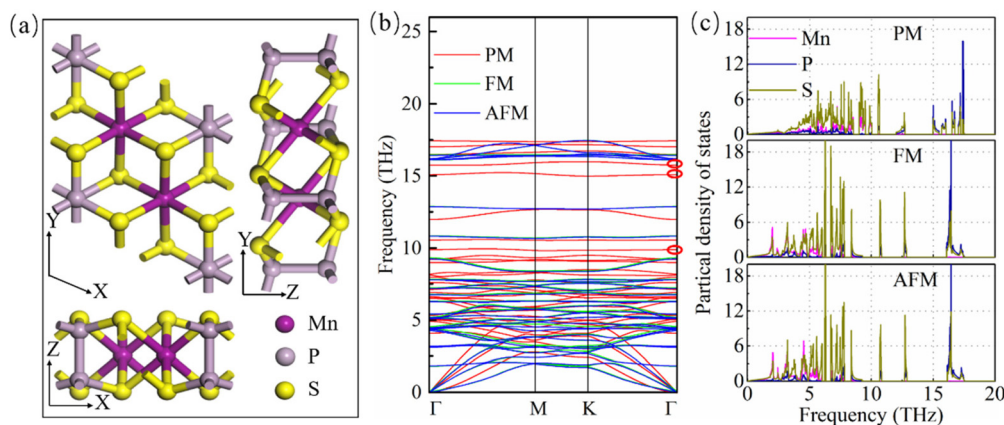 (a)
Y
X
Y
Z
Z
X
Mn
P
S
(b)
25
20
15
10
5
0
Frequency (THz)
PM
FM
AFM
Γ
M
K
Γ
(c)
Partical density of states
Mn
P
S
PM
18
12
6
0
FM
18
12
6
0
AFM
18
12
6
0
0
5
10
15
20
Frequency (THz)